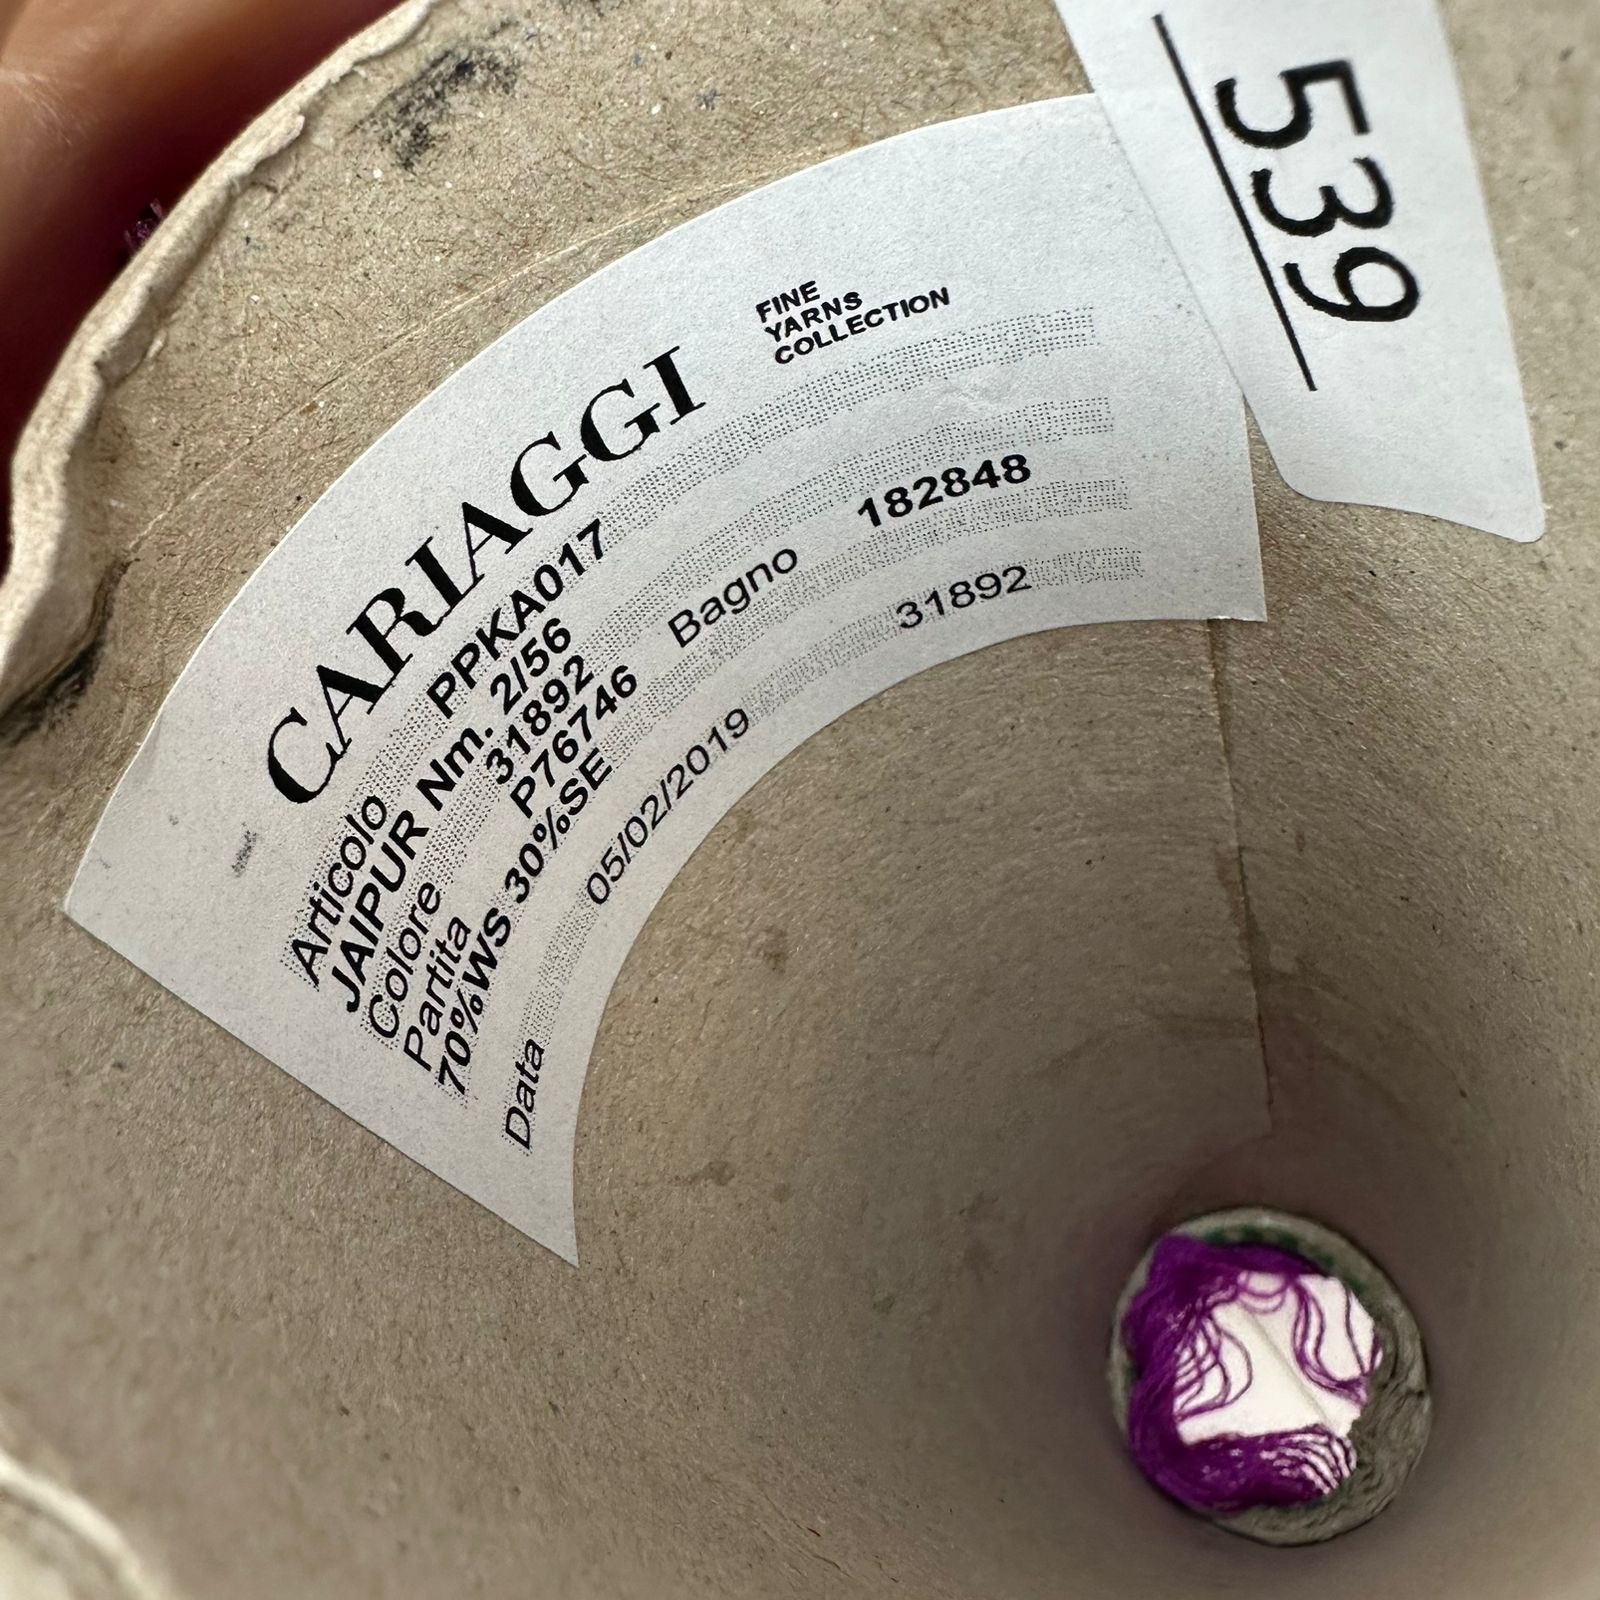 CARIAGGI
FINE
YARNS
COLLECTION
Articolo PPKA017
JAIPUR Nm. 2/56
Colore 31892
Partita P76746 Bagno 182848
70%WS 30%SE
Data 05/02/2019 31892
539